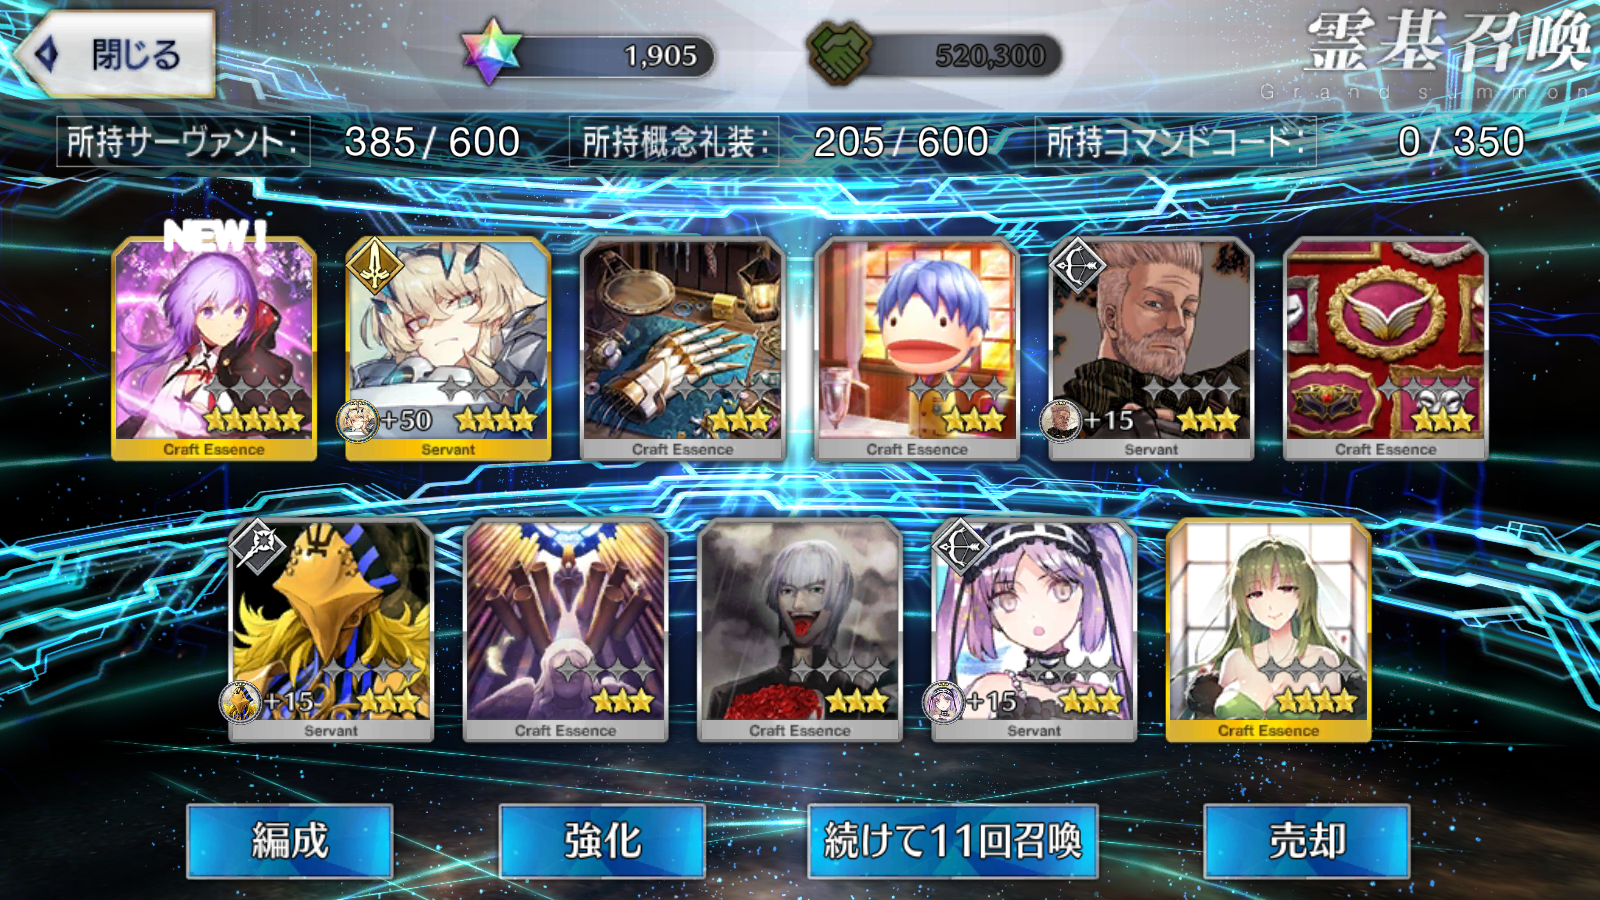 閉じる
1,905
520,300
霊基召喚
Grand summon
所持サーヴァント: 385 / 600
所持概念礼装: 205 / 600
所持コマンドコード: 0 / 350
NEW!
Craft Essence
+50
Servant
Craft Essence
Craft Essence
+15
Servant
Craft Essence
+15
Servant
Craft Essence
Craft Essence
+15
Servant
Craft Essence
編成
強化
続けて11回召喚
売却